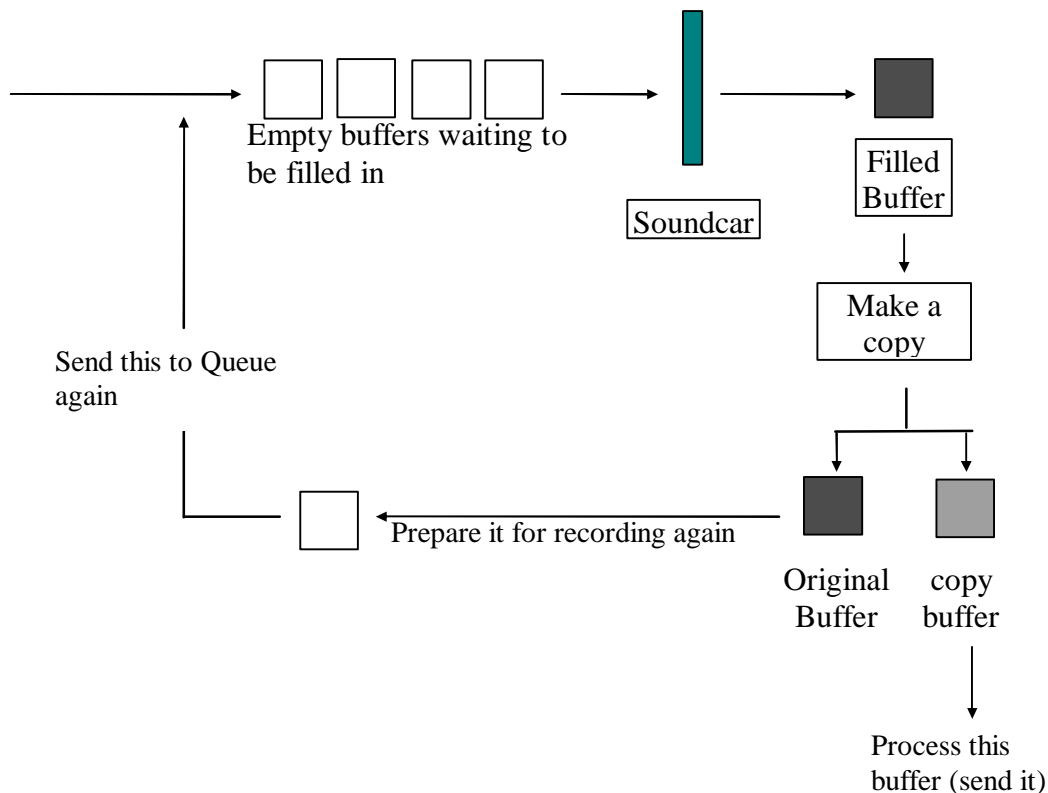 Empty buffers waiting to
be filled in
Soundcar
Filled
Buffer
Make a
copy
Send this to Queue
again
Prepare it for recording again
Original
Buffer
copy
buffer
Process this
buffer (send it)